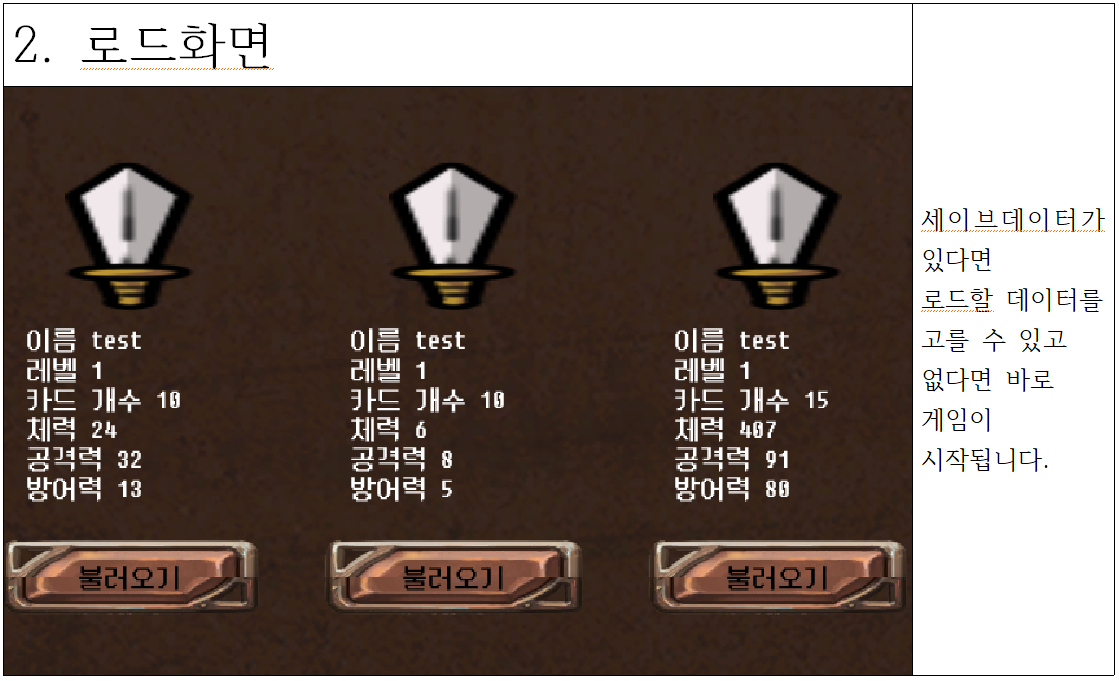 2. 로드화면
이름 test
레벨 1
카드 개수 10
체력 24
공격력 32
방어력 13
불러오기
이름 test
레벨 1
카드 개수 10
체력 6
공격력 8
방어력 5
불러오기
이름 test
레벨 1
카드 개수 15
체력 407
공격력 91
방어력 80
불러오기
세이브데이터가
있다면
로드할 데이터를
고를 수 있고
없다면 바로
게임이
시작됩니다.